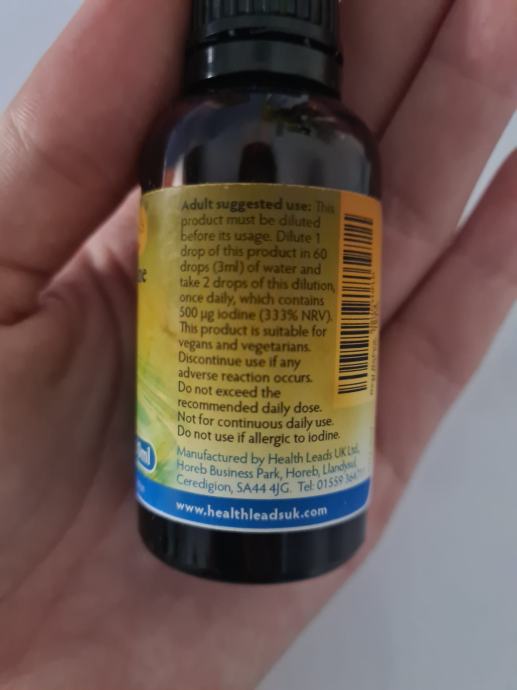 Adult suggested use: This
product must be diluted
before its usage. Dilute 1
drop of this product in 60
drops (3ml) of water and
take 2 drops of this dilution,
once daily, which contains
500 µg iodine (333% NRV).
This product is suitable for
vegans and vegetarians.
Discontinue use if any
adverse reaction occurs.
Do not exceed the
recommended daily dose.
Not for continuous daily use.
Do not use if allergic to iodine.
Manufactured by Health Leads UK Ltd,
Horeb Business Park, Horeb, Llandysul,
Ceredigion, SA44 4JG. Tel: 01559
www.healthleadsuk.com